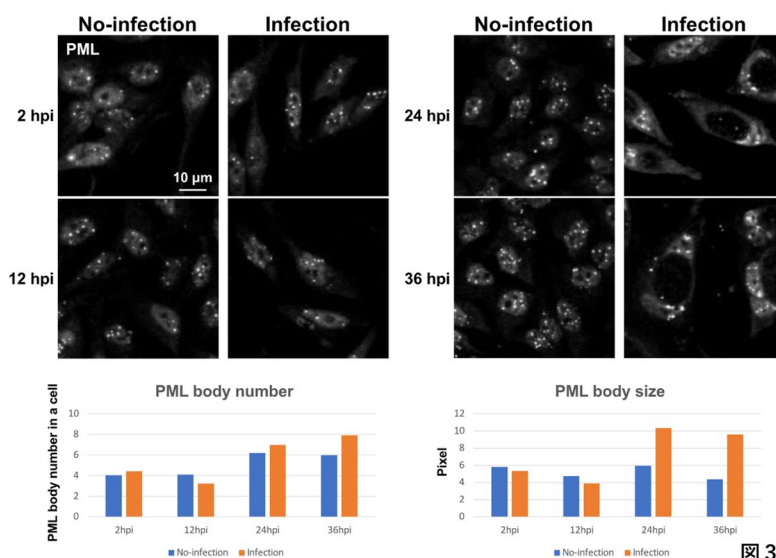 No-infection
Infection
No-infection
Infection
PML
2 hpi
24 hpi
10 μm
12 hpi
36 hpi
PML body number
PML body number in a cell
10
8
6
4
2
0
2hpi
12hpi
24hpi
36hpi
No-infection
Infection
PML body size
Pixel
12
10
8
6
4
2
0
2hpi
12hpi
24hpi
36hpi
No-infection
Infection
図 3